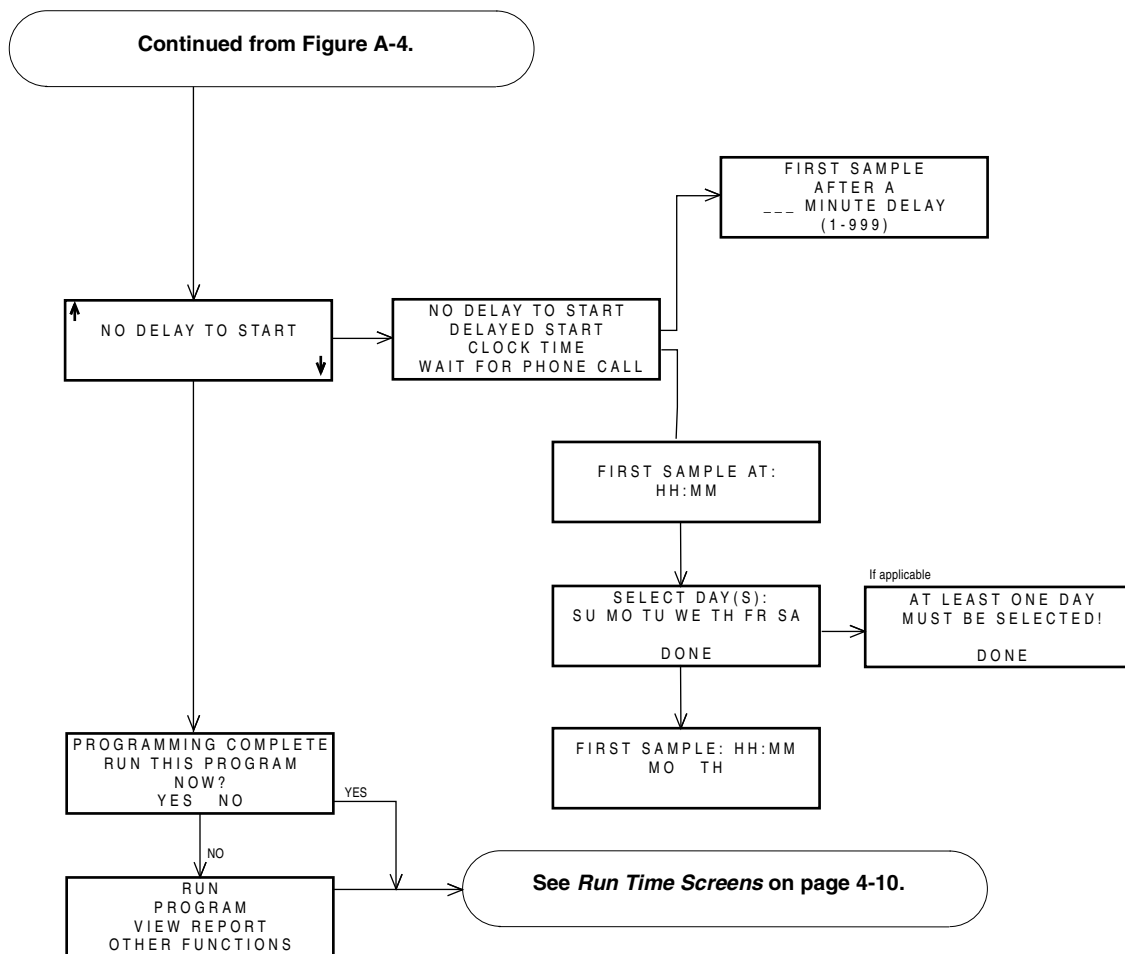 Continued from Figure A-4.
FIRST SAMPLE
AFTER A
___ MINUTE DELAY
(1-999)
NO DELAY TO START
NO DELAY TO START
DELAYED START
CLOCK TIME
WAIT FOR PHONE CALL
FIRST SAMPLE AT:
HH:MM
SELECT DAY(S):
SU MO TU WE TH FR SA
DONE
If applicable
AT LEAST ONE DAY
MUST BE SELECTED!
DONE
FIRST SAMPLE: HH:MM
MO TH
PROGRAMMING COMPLETE
RUN THIS PROGRAM
NOW?
YES NO
YES
NO
RUN
PROGRAM
VIEW REPORT
OTHER FUNCTIONS
See Run Time Screens on page 4-10.